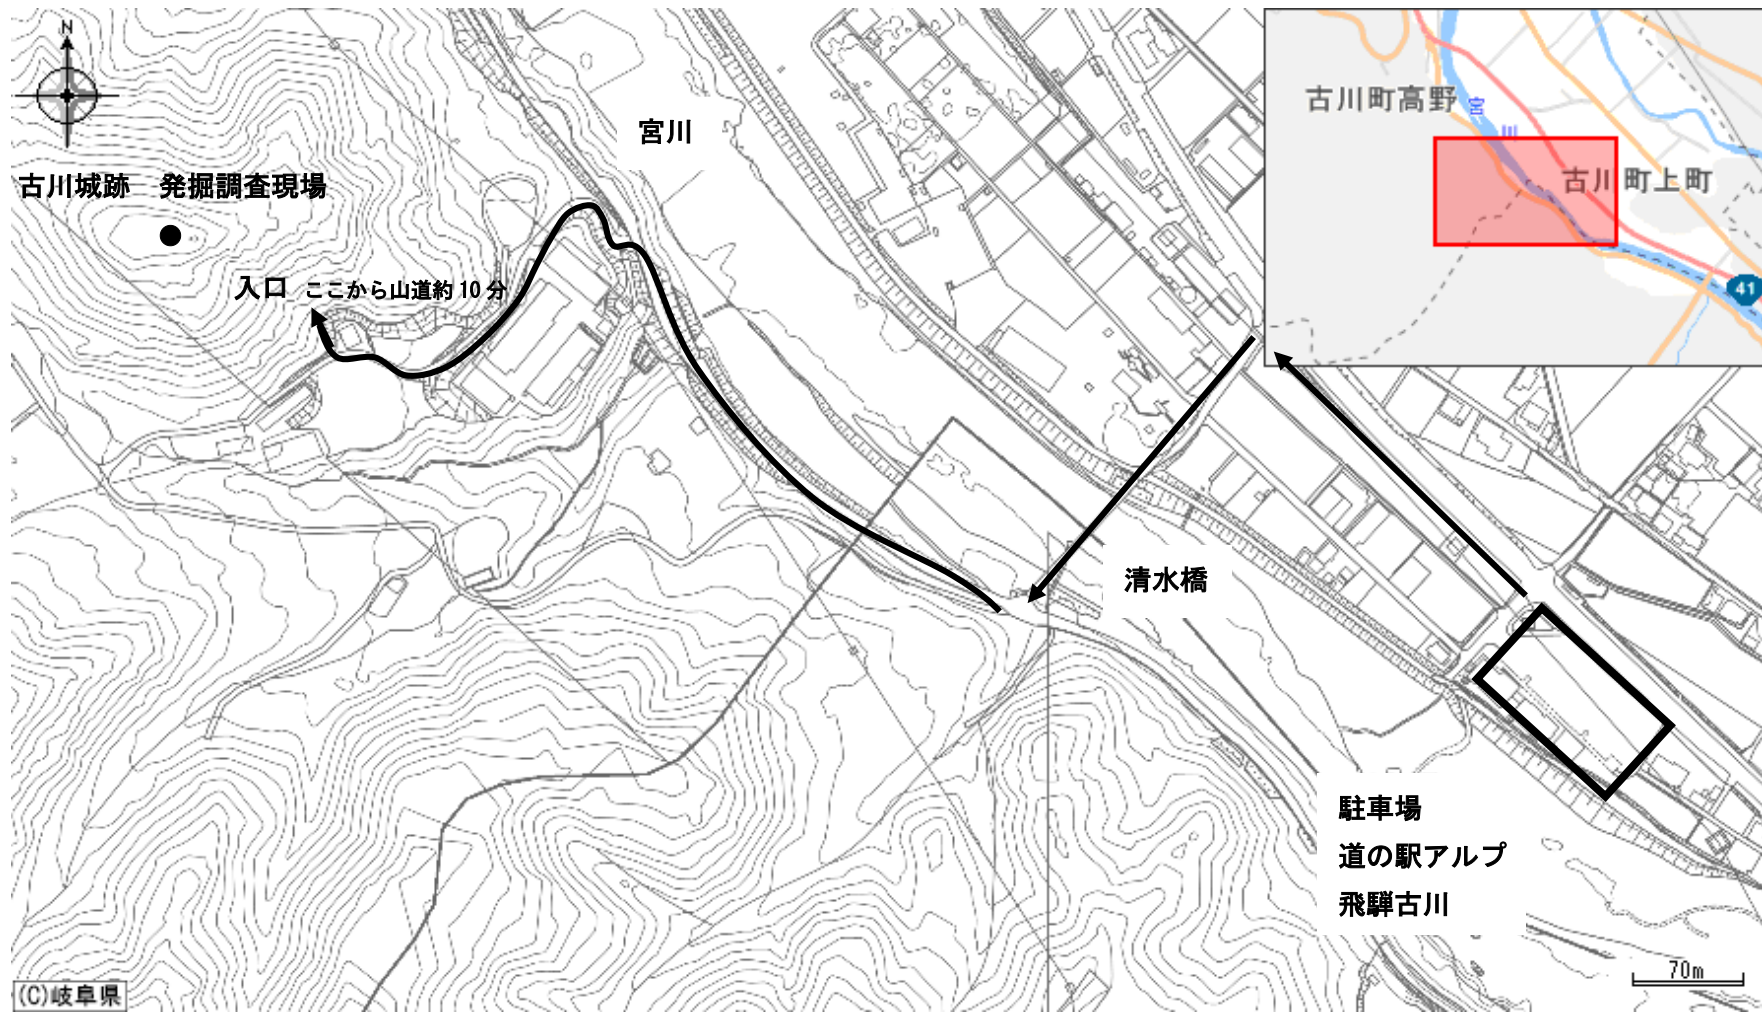 N
宮川
古川町高野
宮
川
古川町上町
41
古川城跡 発掘調査現場
入口 ここから山道約10分
清水橋
駐車場
道の駅アルプ
飛騨古川
70m
(C)岐阜県